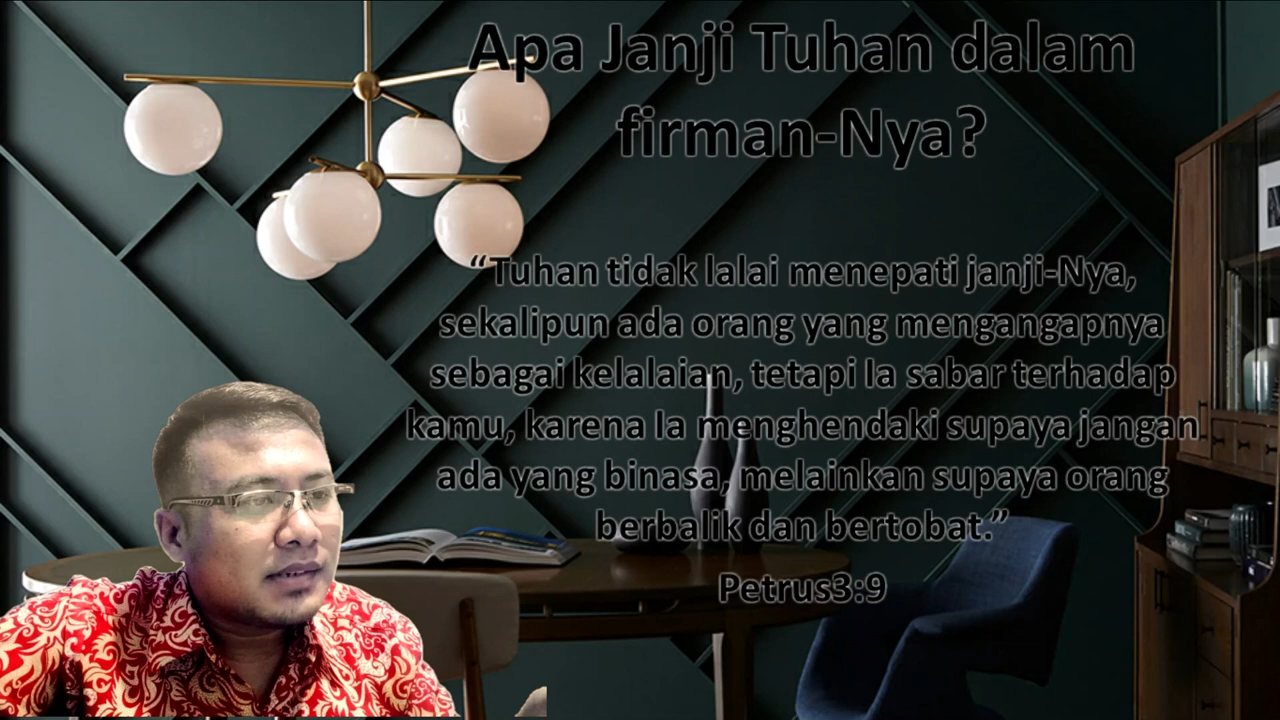 Apa Janji Tuhan dalam
firman-Nya?
“Tuhan tidak lalai menepati janji-Nya,
sekalipun ada orang yang mengangapnya
sebagai kelalaian, tetapi Ia sabar terhadap
kamu, karena Ia menghendaki supaya jangan
ada yang binasa, melainkan supaya orang
berbalik dan bertobat.”
Petrus3:9